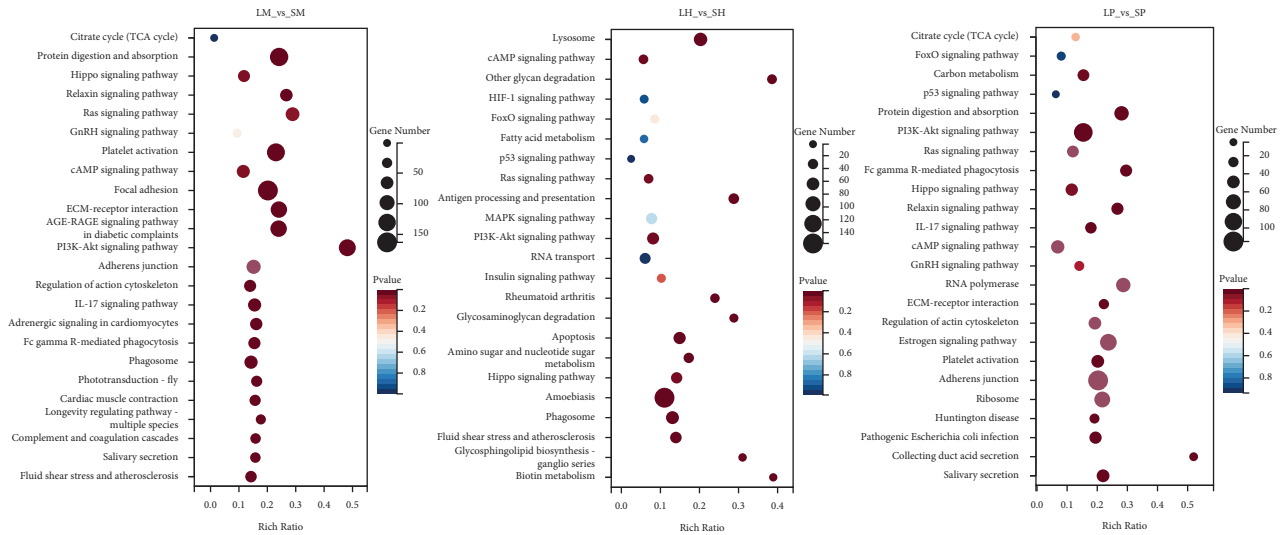 LM_vs_SM
Citrate cycle (TCA cycle)
Protein digestion and absorption
Hippo signaling pathway
Relaxin signaling pathway
Ras signaling pathway
GnRH signaling pathway
Platelet activation
cAMP signaling pathway
Focal adhesion
ECM-receptor interaction
AGE-RAGE signaling pathway
in diabetic complaints
PI3K-Akt signaling pathway
Adherens junction
Regulation of action cytoskeleton
IL-17 signaling pathway
Adrenergic signaling in cardiomyocytes
Fc gamma R-mediated phagocytosis
Phagosome
Phototransduction - fly
Cardiac muscle contraction
Longevity regulating pathway -
multiple species
Complement and coagulation cascades
Salivary secretion
Fluid shear stress and atherosclerosis
0.0 0.1 0.2 0.3 0.4 0.5
Rich Ratio
Gene Number
50
100
150
Pvalue
0.2
0.4
0.6
0.8
LH_vs_SH
Lysosome
cAMP signaling pathway
Other glycan degradation
HIF-1 signaling pathway
FoxO signaling pathway
Fatty acid metabolism
p53 signaling pathway
Ras signaling pathway
Antigen processing and presentation
MAPK signaling pathway
PI3K-Akt signaling pathway
RNA transport
Insulin signaling pathway
Rheumatoid arthritis
Glycosaminoglycan degradation
Apoptosis
Amino sugar and nucleotide sugar
metabolism
Hippo signaling pathway
Amoebiasis
Phagosome
Fluid shear stress and atherosclerosis
Glycosphingolipid biosynthesis -
ganglio series
Biotin metabolism
0.0 0.1 0.2 0.3 0.4
Rich Ratio
Gene Number
20
40
60
80
100
120
140
Pvalue
0.2
0.4
0.6
0.8
LP_vs_SP
Citrate cycle (TCA cycle)
FoxO signaling pathway
Carbon metabolism
p53 signaling pathway
Protein digestion and absorption
PI3K-Akt signaling pathway
Ras signaling pathway
Fc gamma R-mediated phagocytosis
Hippo signaling pathway
Relaxin signaling pathway
IL-17 signaling pathway
cAMP signaling pathway
GnRH signaling pathway
RNA polymerase
ECM-receptor interaction
Regulation of actin cytoskeleton
Estrogen signaling pathway
Platelet activation
Adherens junction
Ribosome
Huntington disease
Pathogenic Escherichia coli infection
Collecting duct acid secretion
Salivary secretion
0.0 0.1 0.2 0.3 0.4 0.5
Rich Ratio
Gene Number
20
40
60
80
100
Pvalue
0.2
0.4
0.6
0.8